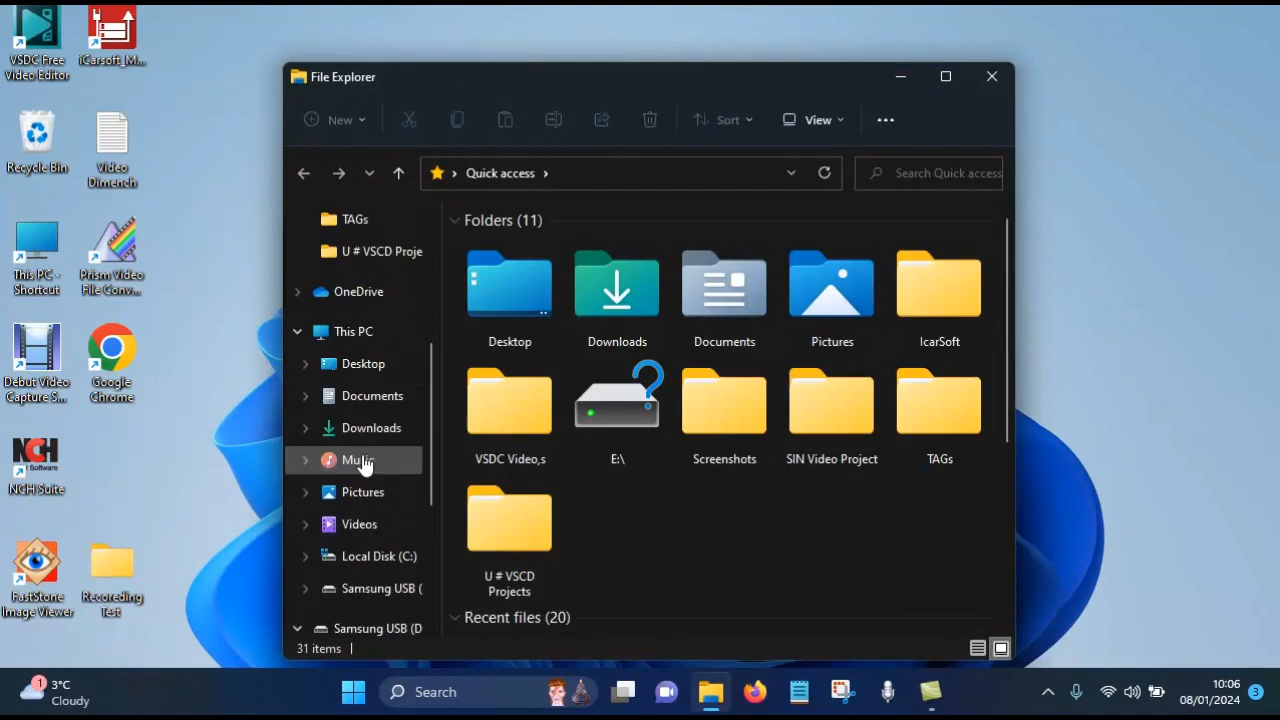 VSDC Free
Video Editor
iCarsoft_M...
Recycle Bin
Video
Dimench
This PC -
Shortcut
Prism Video
File Conv...
Debut Video
Capture S...
Google
Chrome
NCH
Software
NCH Suite
FastStone
Image Viewer
Recoreding
Test
File Explorer
New
Sort
View
Quick access
Search Quick access
TAGs
U # VSCD Proje
OneDrive
This PC
Desktop
Documents
Downloads
Pictures
Videos
Local Disk (C:)
Samsung USB (
Samsung USB (D
Folders (11)
Desktop
Downloads
Documents
Pictures
IcarSoft
VSDC Video,s
E:\
Screenshots
SIN Video Project
TAGs
U # VSCD
Projects
Recent files (20)
31 items
1
3°C
Cloudy
Search
10:06
08/01/2024
3